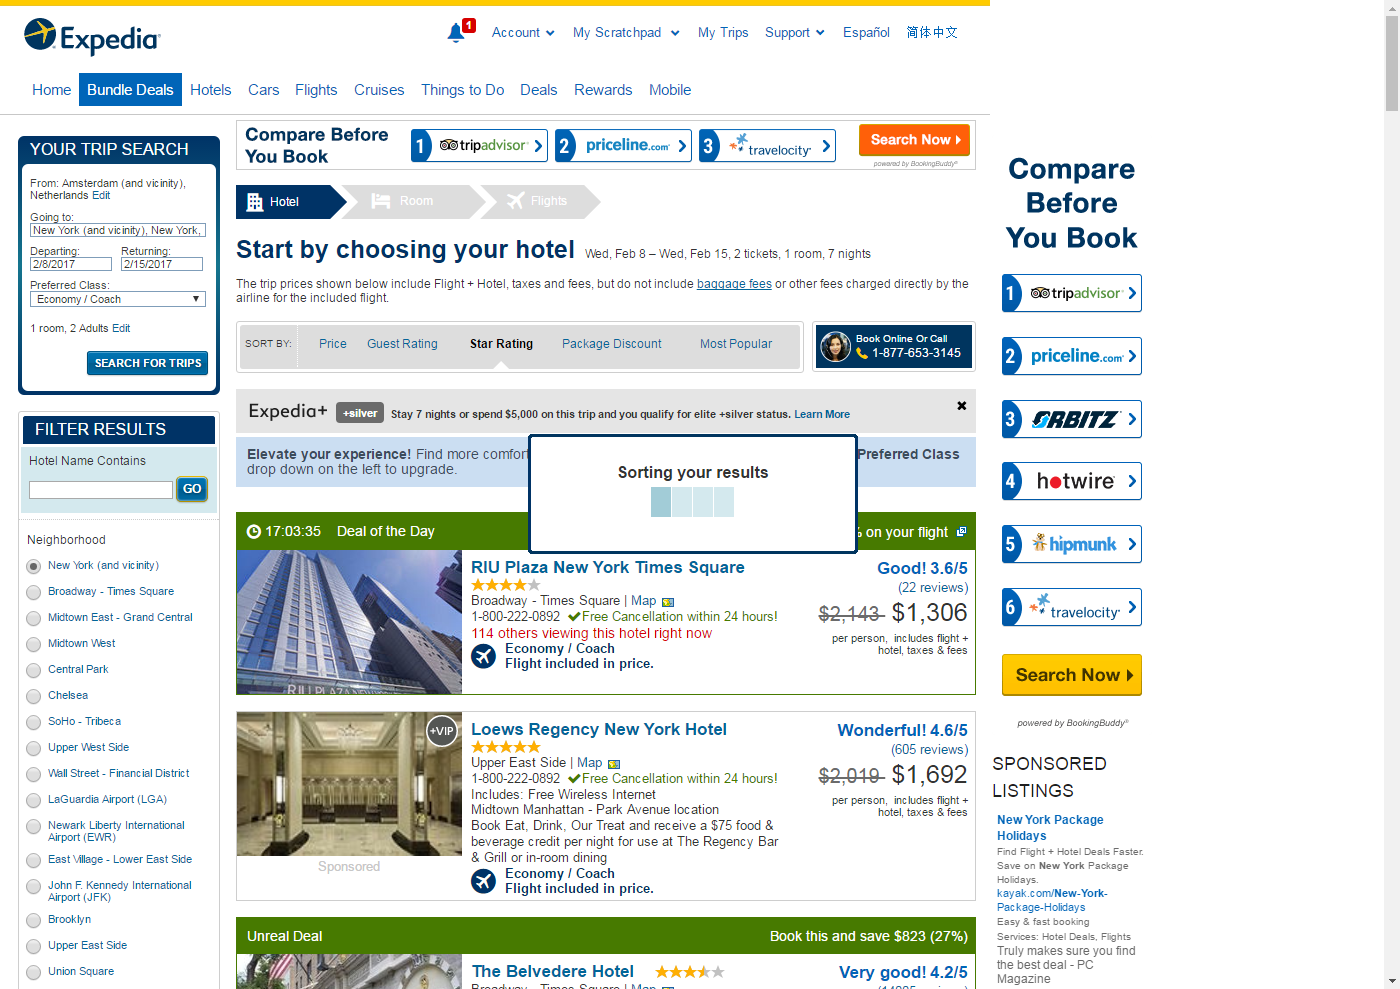 Expedia
1
Account
My Scratchpad
My Trips
Support
Español
简体中文
Home
Bundle Deals
Hotels
Cars
Flights
Cruises
Things to Do
Deals
Rewards
Mobile
YOUR TRIP SEARCH
From: Amsterdam (and vicinity),
Netherlands Edit
Going to:
New York (and vicinity), New York,
Departing: Returning:
2/8/2017 2/15/2017
Preferred Class:
Economy / Coach
1 room, 2 Adults Edit
SEARCH FOR TRIPS
FILTER RESULTS
Hotel Name Contains
GO
Neighborhood
New York (and vicinity)
Broadway - Times Square
Midtown East - Grand Central
Midtown West
Central Park
Chelsea
SoHo - Tribeca
Upper West Side
Wall Street - Financial District
LaGuardia Airport (LGA)
Newark Liberty International
Airport (EWR)
East Village - Lower East Side
John F. Kennedy International
Airport (JFK)
Brooklyn
Upper East Side
Union Square
Compare Before
You Book
1 tripadvisor
2 priceline.com
3 travelocity
Search Now
powered by BookingBuddy
Hotel
Room
Flights
Start by choosing your hotel Wed, Feb 8 – Wed, Feb 15, 2 tickets, 1 room, 7 nights
The trip prices shown below include Flight + Hotel, taxes and fees, but do not include baggage fees or other fees charged directly by the
airline for the included flight.
SORT BY: Price Guest Rating Star Rating Package Discount Most Popular
Book Online Or Call
1-877-653-3145
Expedia+ +silver Stay 7 nights or spend $5,000 on this trip and you qualify for elite +silver status. Learn More
Elevate your experience! Find more comfort Preferred Class
drop down on the left to upgrade.
Sorting your results
17:03:35 Deal of the Day % on your flight
RIU Plaza New York Times Square
Broadway - Times Square | Map
1-800-222-0892 Free Cancellation within 24 hours!
114 others viewing this hotel right now
Economy / Coach
Flight included in price.
Good! 3.6/5
(22 reviews)
$2,143 $1,306
per person, includes flight +
hotel, taxes & fees
RIU PLAZA NEW YORK
+VIP
Sponsored
Loews Regency New York Hotel
Upper East Side | Map
1-800-222-0892 Free Cancellation within 24 hours!
Includes: Free Wireless Internet
Midtown Manhattan - Park Avenue location
Book Eat, Drink, Our Treat and receive a $75 food &
beverage credit per night for use at The Regency Bar
& Grill or in-room dining
Economy / Coach
Flight included in price.
Wonderful! 4.6/5
(605 reviews)
$2,019 $1,692
per person, includes flight +
hotel, taxes & fees
Unreal Deal Book this and save $823 (27%)
The Belvedere Hotel
Broadway - Times Square | Map
Very good! 4.2/5
Compare
Before
You Book
1 tripadvisor
2 priceline.com
3 ORBITZ
4 hotwire
5 hipmunk
6 travelocity
Search Now
powered by BookingBuddy
SPONSORED
LISTINGS
New York Package
Holidays
Find Flight + Hotel Deals Faster.
Save on New York Package
Holidays.
kayak.com/New-York-
Package-Holidays
Easy & fast booking
Services: Hotel Deals, Flights
Truly makes sure you find
the best deal - PC
Magazine